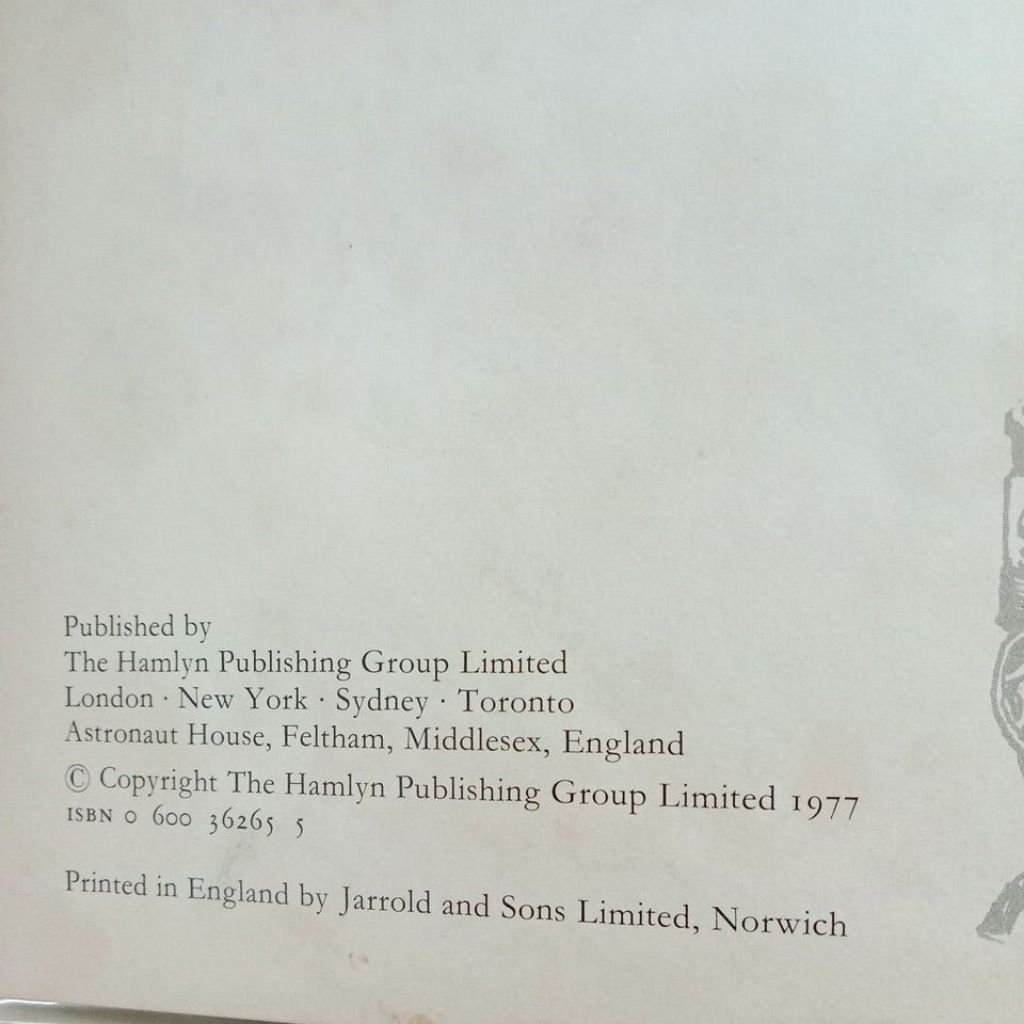 Published by
The Hamlyn Publishing Group Limited
London · New York · Sydney · Toronto
Astronaut House, Feltham, Middlesex, England
© Copyright The Hamlyn Publishing Group Limited 1977
ISBN 0 600 36265 5
Printed in England by Jarrold and Sons Limited, Norwich